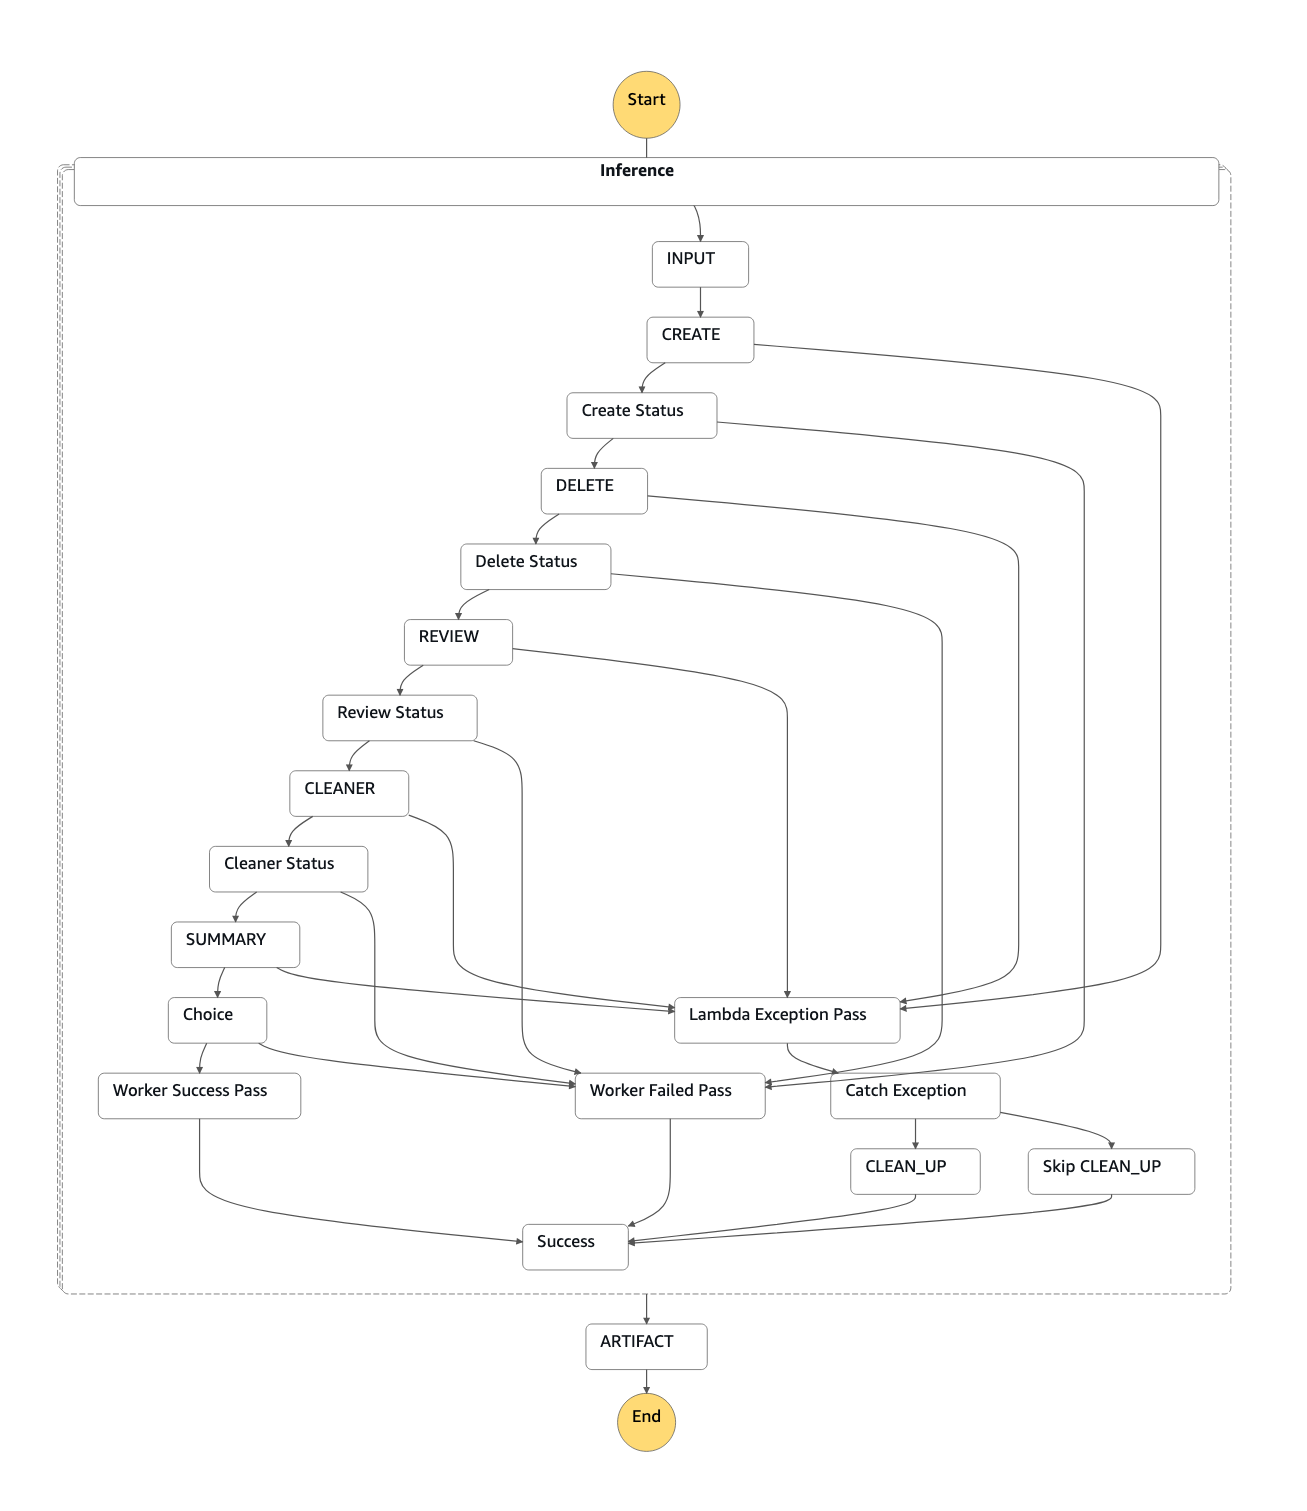 Start
Inference
INPUT
CREATE
Create Status
DELETE
Delete Status
REVIEW
Review Status
CLEANER
Cleaner Status
SUMMARY
Choice
Lambda Exception Pass
Worker Success Pass
Worker Failed Pass
Catch Exception
CLEAN_UP
Skip CLEAN_UP
Success
ARTIFACT
End